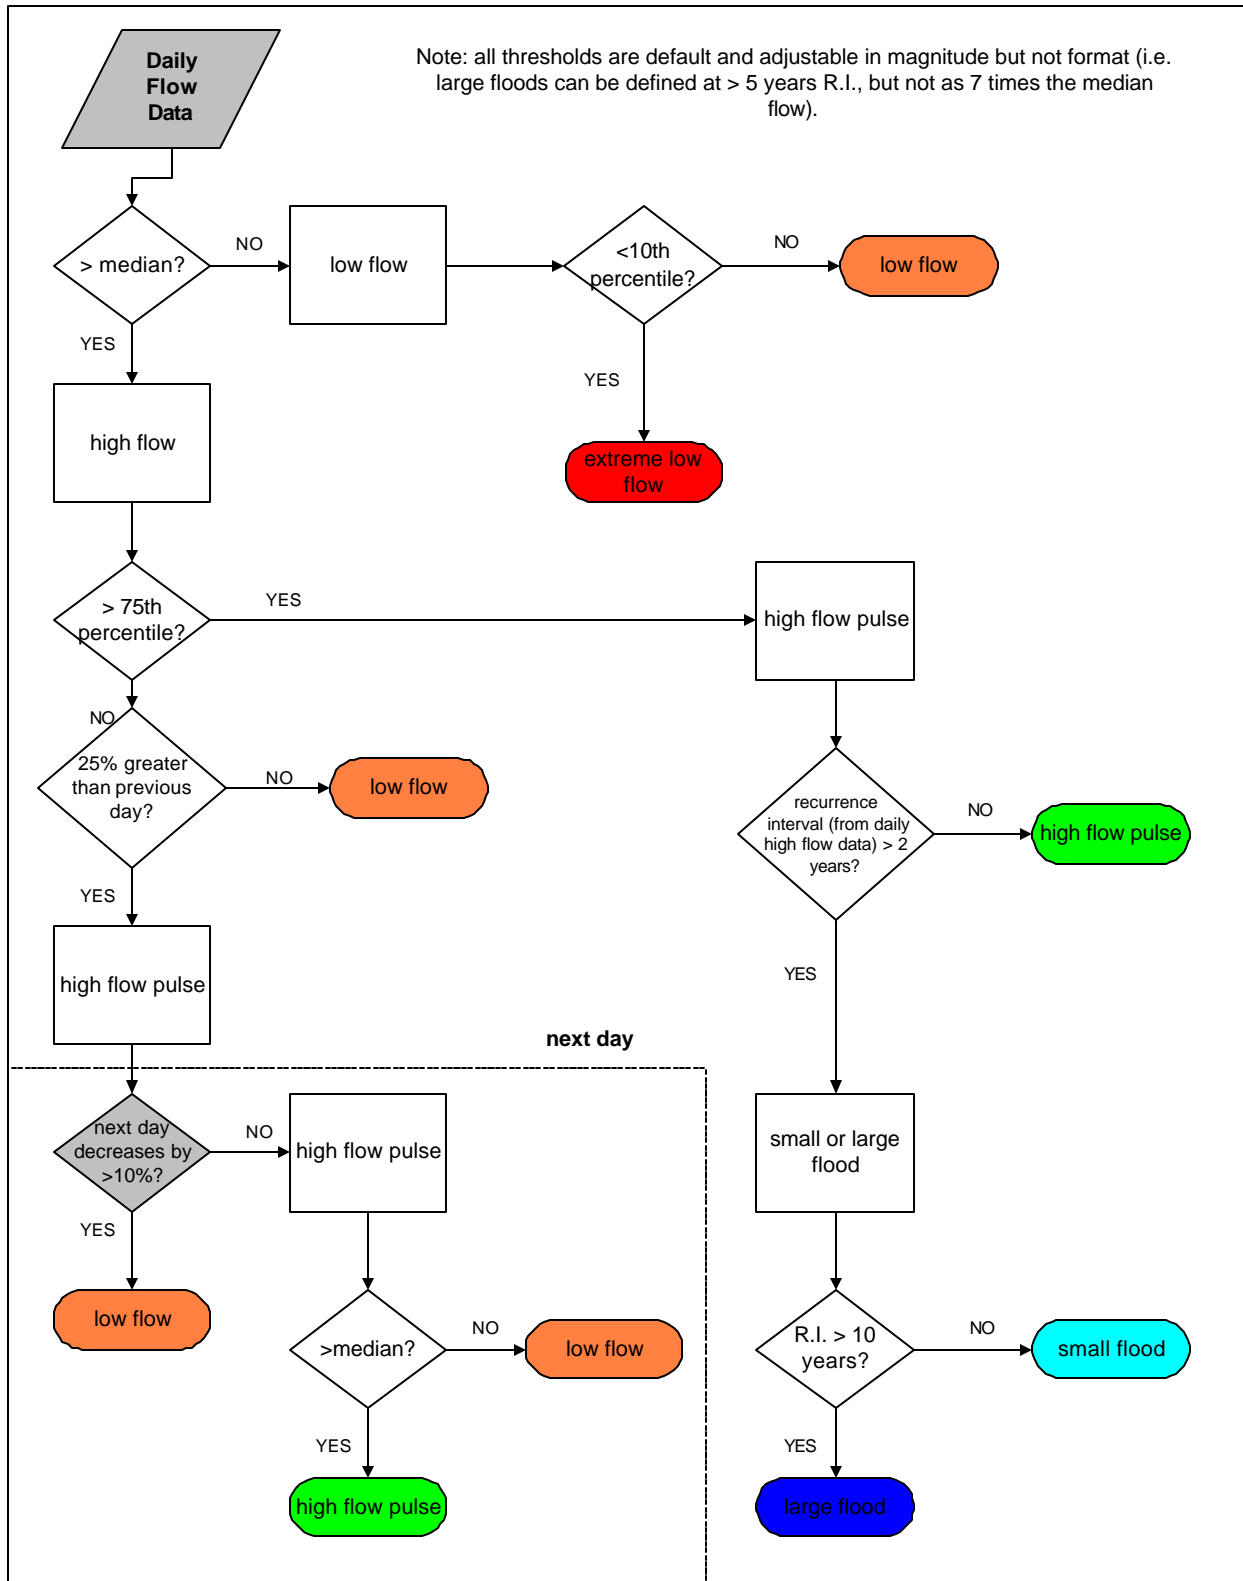 Daily
Flow
Data
Note: all thresholds are default and adjustable in magnitude but not format (i.e.
large floods can be defined at > 5 years R.I., but not as 7 times the median
flow).
> median?
NO
low flow
<10th
percentile?
NO
low flow
YES
YES
high flow
extreme low
flow
> 75th
percentile?
YES
high flow pulse
NO
25% greater
than previous
day?
NO
low flow
recurrence
interval (from daily
high flow data) > 2
years?
NO
high flow pulse
YES
high flow pulse
YES
next day
next day
decreases by
>10%?
NO
high flow pulse
small or large
flood
YES
low flow
>median?
NO
low flow
R.I. > 10
years?
NO
small flood
YES
high flow pulse
YES
large flood